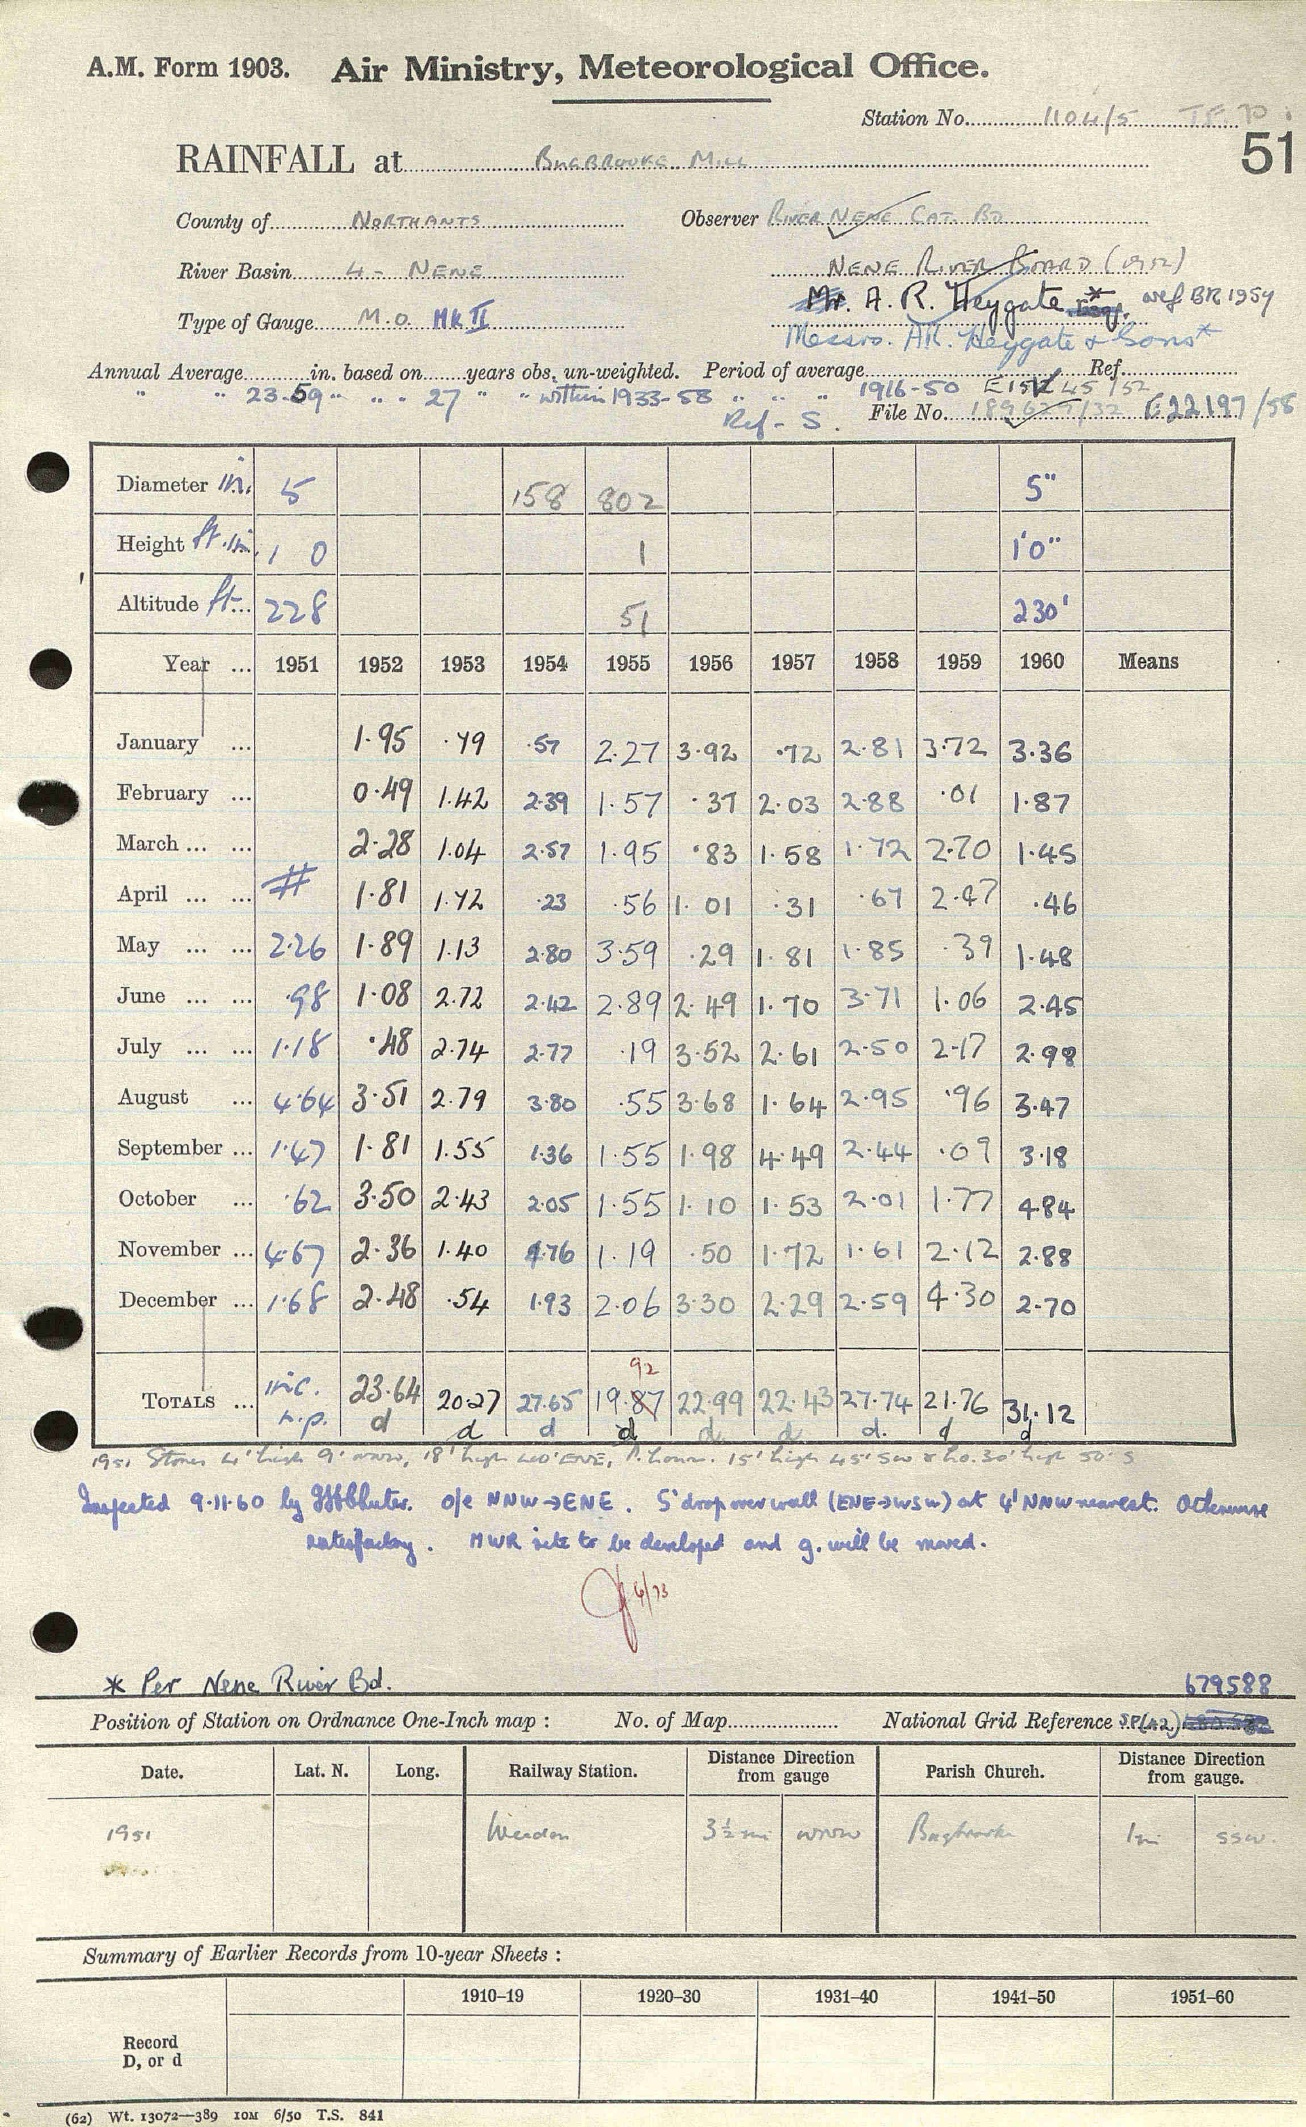 A.M. Form 1903. Air Ministry, Meteorological Office.
Station No. 1104/5
51
RAINFALL at BUGBROOKE MILL
County of NORTHANTS Observer RIVER NENE CAT. BD
River Basin 4 - NENE NENE RIVER BOARD (1952)
Mr. A. R. Heygate Esq. * wef BR 1954
Type of Gauge M.O. MK II
Messrs. AR. Heygate & Sons *
Annual Average in. based on years obs. un-weighted. Period of average Ref.
" " 23.59 " " " 27 " " within 1933-58 " " " 1916-50 45/52
Ref - S. File No. E.22197/58
Diameter in. 5 158 802 5"
Height ft. in. 1 0 1 1'0"
Altitude ft. 228 51 230'
Year ... 1951 1952 1953 1954 1955 1956 1957 1958 1959 1960 Means
January ... 1.95 .79 .57 2.27 3.92 .72 2.81 3.72 3.36
February ... 0.49 1.42 2.39 1.57 .37 2.03 2.88 .01 1.87
March ... ... 2.28 1.04 2.57 1.95 .83 1.58 1.72 2.70 1.45
April ... ... # 1.81 1.72 .23 .56 1.01 .31 .67 2.47 .46
May ... ... 2.26 1.89 1.13 2.80 3.59 .29 1.81 1.85 .39 1.48
June ... ... .98 1.08 2.72 2.42 2.89 2.49 1.70 3.71 1.06 2.45
July ... ... 1.18 .48 2.74 2.77 .19 3.52 2.61 2.50 2.17 2.98
August ... 4.64 3.51 2.79 3.80 .55 3.68 1.64 2.95 .96 3.47
September ... 1.47 1.81 1.55 1.36 1.55 1.98 4.49 2.44 .09 3.18
October ... .62 3.50 2.43 2.05 1.55 1.10 1.53 2.01 1.77 4.84
November ... 4.67 2.36 1.40 4.76 1.19 .50 1.72 1.61 2.12 2.88
December ... 1.68 2.48 .54 1.93 2.06 3.30 2.29 2.59 4.30 2.70
92
TOTALS ... inc. 23.64 20.27 27.65 19.87 22.99 22.43 27.74 21.76 31.12
n.p. d d d d d d d. d d
1951 Stones 4' high 9' WNW, 18' high 40' ENE, P. house. 15' high 45' SW & ho. 30' high 50' S
Inspected 9.11.60 by o/e NNW→ENE. 5' drop over wall (ENE→WSW) at 4' NNW nearest. Otherwise
satisfactory. MWR site to be developed and g. will be moved.
6/73
* Per Nene River Bd. 679588
Position of Station on Ordnance One-Inch map : No. of Map National Grid Reference SP(42)
Date. Lat. N. Long. Railway Station. Distance Direction from gauge Parish Church. Distance Direction from gauge.
1951 Weedon 3½ mi WNW Bugbrooke 1 mi SSW.
Summary of Earlier Records from 10-year Sheets :
1910–19 1920–30 1931–40 1941–50 1951–60
Record
D, or d
(62) Wt. 13072—389 10M 6/50 T.S. 841